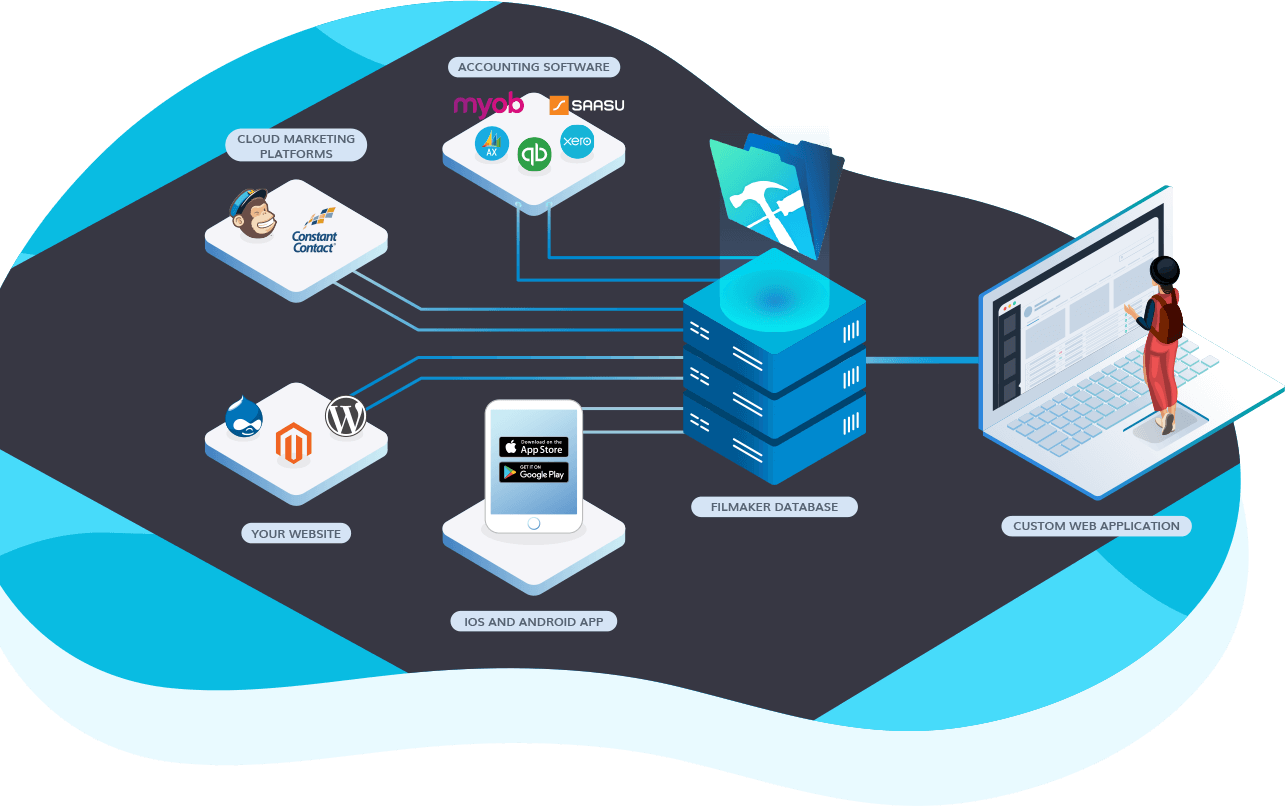 ACCOUNTING SOFTWARE
myob
SAASU
AX
qb
xero
CLOUD MARKETING
PLATFORMS
Constant
Contact
YOUR WEBSITE
W
Download on the
App Store
GET IT ON
Google Play
IOS AND ANDROID APP
FILMAKER DATABASE
CUSTOM WEB APPLICATION